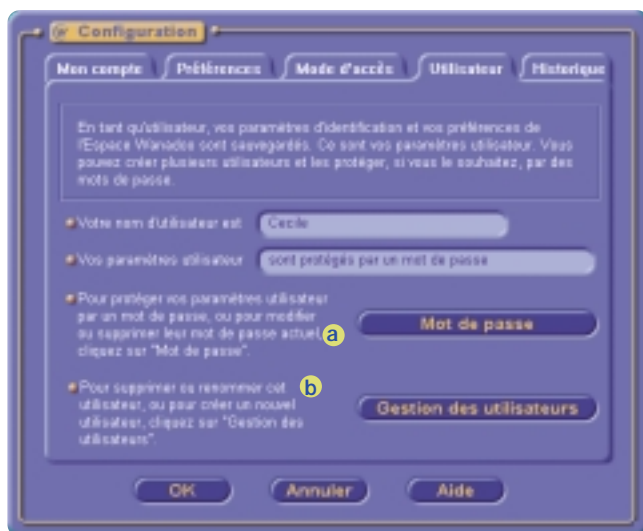 @ Configuration
Mon compte Préférences Mode d'accès Utilisateur Historique
En tant qu'utilisateur, vos paramètres d'identification et vos préférences de
l'Espace Wanadoo sont sauvegardés. Ce sont vos paramètres utilisateur. Vous
pouvez créer plusieurs utilisateurs et les protéger, si vous le souhaitez, par des
mots de passe.
Votre nom d'utilisateur est Cecile
Vos paramètres utilisateur sont protégés par un mot de passe
Pour protéger vos paramètres utilisateur
par un mot de passe, ou pour modifier
ou supprimer leur mot de passe actuel, a
cliquez sur "Mot de passe".
Mot de passe
Pour supprimer ou renommer cet b
utilisateur, ou pour créer un nouvel
utilisateur, cliquez sur "Gestion des
utilisateurs".
Gestion des utilisateurs
OK Annuler Aide